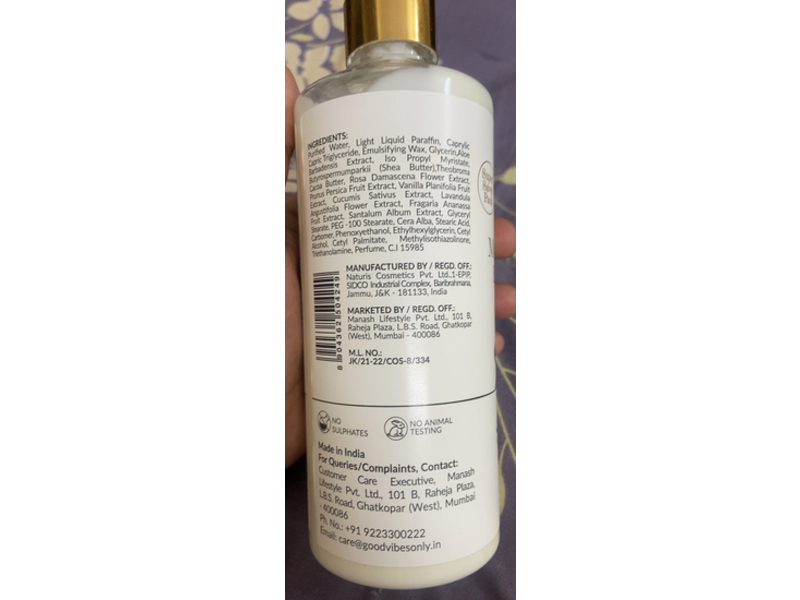 INGREDIENTS:
Purified Water, Light Liquid Paraffin, Caprylic
Capric Triglyceride, Emulsifying Wax, Glycerin,Aloe
Barbadensis Extract, Iso Propyl Myristate,
Butyrospermumparkii (Shea Butter),Theobroma
Cacoa Butter, Rosa Damascena Flower Extract,
Prunus Persica Fruit Extract, Vanilla Planifolia Fruit
Extract, Cucumis Sativus Extract, Lavandula
Angustifolia Flower Extract, Fragaria Ananassa
Fruit Extract, Santalum Album Extract, Glyceryl
Stearate, PEG -100 Stearate, Cera Alba, Stearic Acid,
Carbomer, Phenoxyethanol, Ethylhexylglycerin, Cetyl
Alcohol, Cetyl Palmitate, Methylisothiazolinone,
Triethanolamine, Perfume, C.I 15985
MANUFACTURED BY / REGD. OFF.:
Naturis Cosmetics Pvt. Ltd.,1-EPIP,
SIDCO Industrial Complex, Baribrahmara,
Jammu, J&K - 181133, India
MARKETED BY / REGD. OFF.:
Manash Lifestyle Pvt. Ltd., 101 B,
Raheja Plaza, L.B.S. Road, Ghatkopar
(West), Mumbai - 400086
M.L. NO.:
JK/21-22/COS-8/334
8 904362 504249
NO
SULPHATES
NO ANIMAL
TESTING
Made in India
For Queries/Complaints, Contact:
Customer Care Executive, Manash
Lifestyle Pvt. Ltd., 101 B, Raheja Plaza,
L.B.S. Road, Ghatkopar (West), Mumbai
- 400086
Ph. No.: +91 9223300222
Email: care@goodvibesonly.in